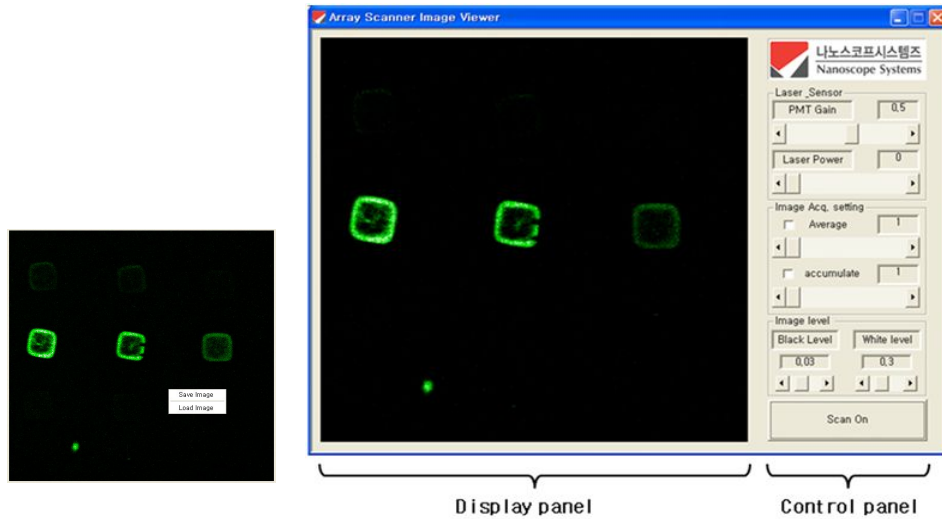 Save Image
Load Image
Array Scanner Image Viewer
나노스코프시스템즈
Nanoscope Systems
Laser _Sensor
PMT Gain
0,5
Laser Power
0
Image Acq, setting
Average
1
accumulate
1
Image level
Black Level
White level
0,03
0,3
Scan On
Display panel
Control panel